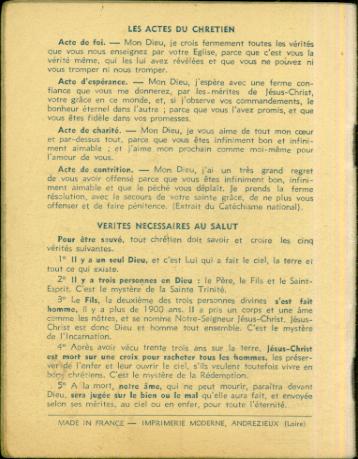 LES ACTES DU CHRETIEN
Acte de foi. — Mon Dieu, je crois fermement toutes les vérités
que vous nous enseignez par votre Eglise, parce que c'est vous la
vérité même, qui les lui avez révélées et que vous ne pouvez ni
vous tromper ni nous tromper.
Acte d'espérance. — Mon Dieu, j'espère avec une ferme con-
fiance que vous me donnerez, par les mérites de Jésus-Christ,
votre grâce en ce monde, et, si j'observe vos commandements, le
bonheur éternel dans l'autre ; parce que vous l'avez promis, et que
vous êtes fidèle dans vos promesses.
Acte de charité. — Mon Dieu, je vous aime de tout mon cœur
et par-dessus tout, parce que vous êtes infiniment bon et infini-
ment aimable ; et j'aime mon prochain comme moi-même pour
l'amour de vous.
Acte de contrition. — Mon Dieu, j'ai un très grand regret
de vous avoir offensé parce que vous êtes infiniment bon, infini-
ment aimable et que le péché vous déplaît. Je prends la ferme
résolution, avec le secours de votre sainte grâce, de ne plus vous
offenser et de faire pénitence. (Extrait du Catéchisme national).
VERITES NECESSAIRES AU SALUT
Pour être sauvé, tout chrétien doit savoir et croire les cinq
vérités suivantes.
1° Il y a un seul Dieu, et c'est Lui qui a fait le ciel, la terre et
tout ce qui existe.
2° Il y a trois personnes en Dieu : le Père, le Fils et le Saint-
Esprit. C'est le mystère de la Sainte Trinité.
3° Le Fils, la deuxième des trois personnes divines s'est fait
homme, il y a plus de 1900 ans. Il a pris un corps et une âme
comme les nôtres, et se nomme Notre-Seigneur Jésus-Christ. Jésus-
Christ est donc Dieu et homme tout ensemble. C'est le mystère
de l'Incarnation.
4° Après avoir vécu trente trois ans sur la terre, Jésus-Christ
est mort sur une croix pour racheter tous les hommes, les préser-
ver de l'enfer et leur ouvrir le ciel, s'ils veulent toutefois vivre en
bons chrétiens. C'est le mystère de la Rédemption.
5° A la mort, notre âme, qui ne peut mourir, paraîtra devant
Dieu, sera jugée sur le bien ou le mal qu'elle aura fait, et envoyée
selon ses mérites, au ciel ou en enfer, pour toute l'éternité.
MADE IN FRANCE — IMPRIMERIE MODERNE, ANDREZIEUX (Loire)